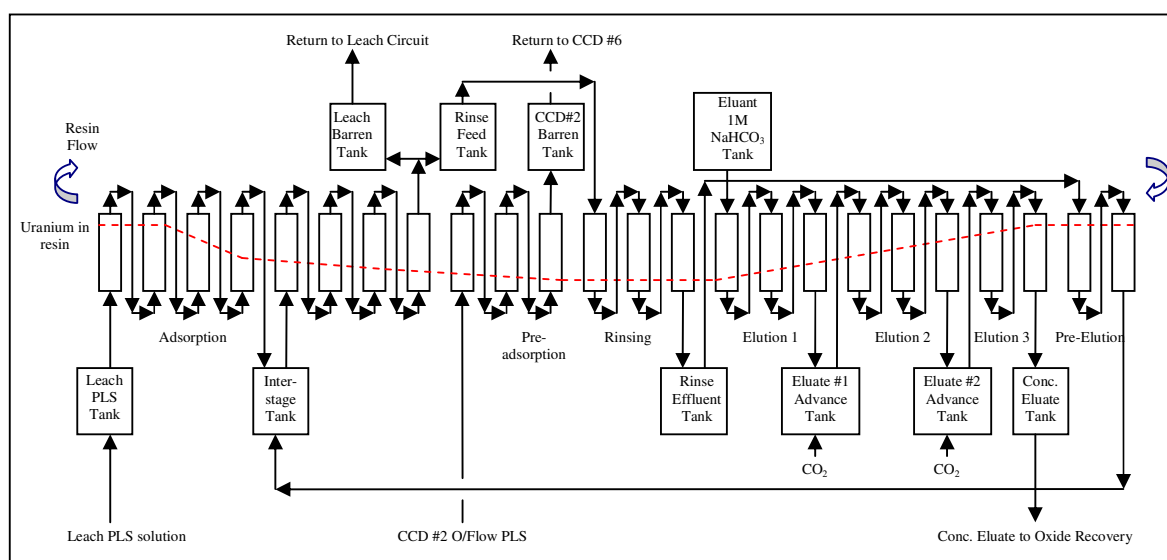 Return to Leach Circuit
Return to CCD #6
Resin
Flow
Leach
Barren
Tank
Rinse
Feed
Tank
CCD#2
Barren
Tank
Eluant
1M
NaHCO3
Tank
Uranium in
resin
Adsorption
Pre-
adsorption
Rinsing
Elution 1
Elution 2
Elution 3
Pre-Elution
Leach
PLS
Tank
Inter-
stage
Tank
Rinse
Effluent
Tank
Eluate #1
Advance
Tank
Eluate #2
Advance
Tank
Conc.
Eluate
Tank
CO2
CO2
Leach PLS solution
CCD #2 O/Flow PLS
Conc. Eluate to Oxide Recovery